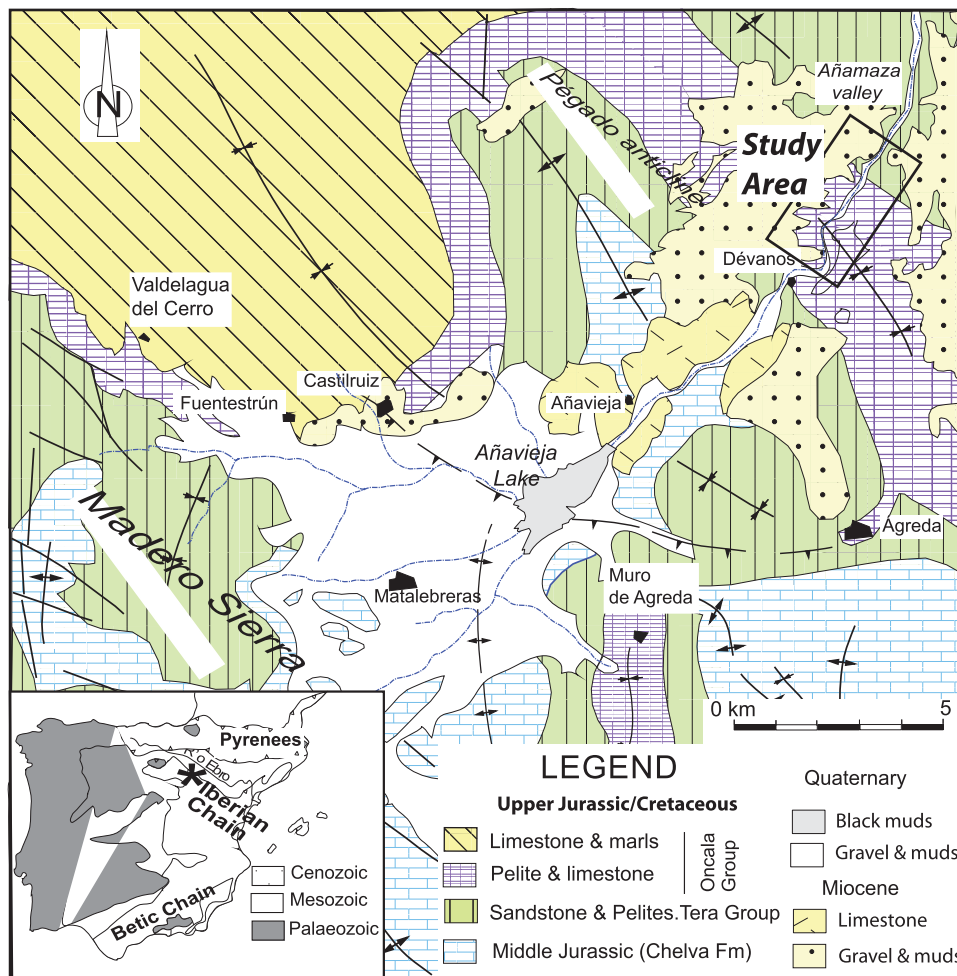 N
Añamaza
valley
Pégado anticline
Study
Area
Dévanos
Valdelagua
del Cerro
Castilruiz
Fuentestrún
Añavieja
Añavieja
Lake
Madero Sierra
Agreda
Matalebreras
Muro
de Agreda
0 km 5
Pyrenees
Iberian
Chain
Betic Chain
Cenozoic
Mesozoic
Palaeozoic
LEGEND
Upper Jurassic/Cretaceous
Limestone & marls
Pelite & limestone
Oncala
Group
Sandstone & Pelites.Tera Group
Middle Jurassic (Chelva Fm)
Quaternary
Black muds
Gravel & muds
Miocene
Limestone
Gravel & muds